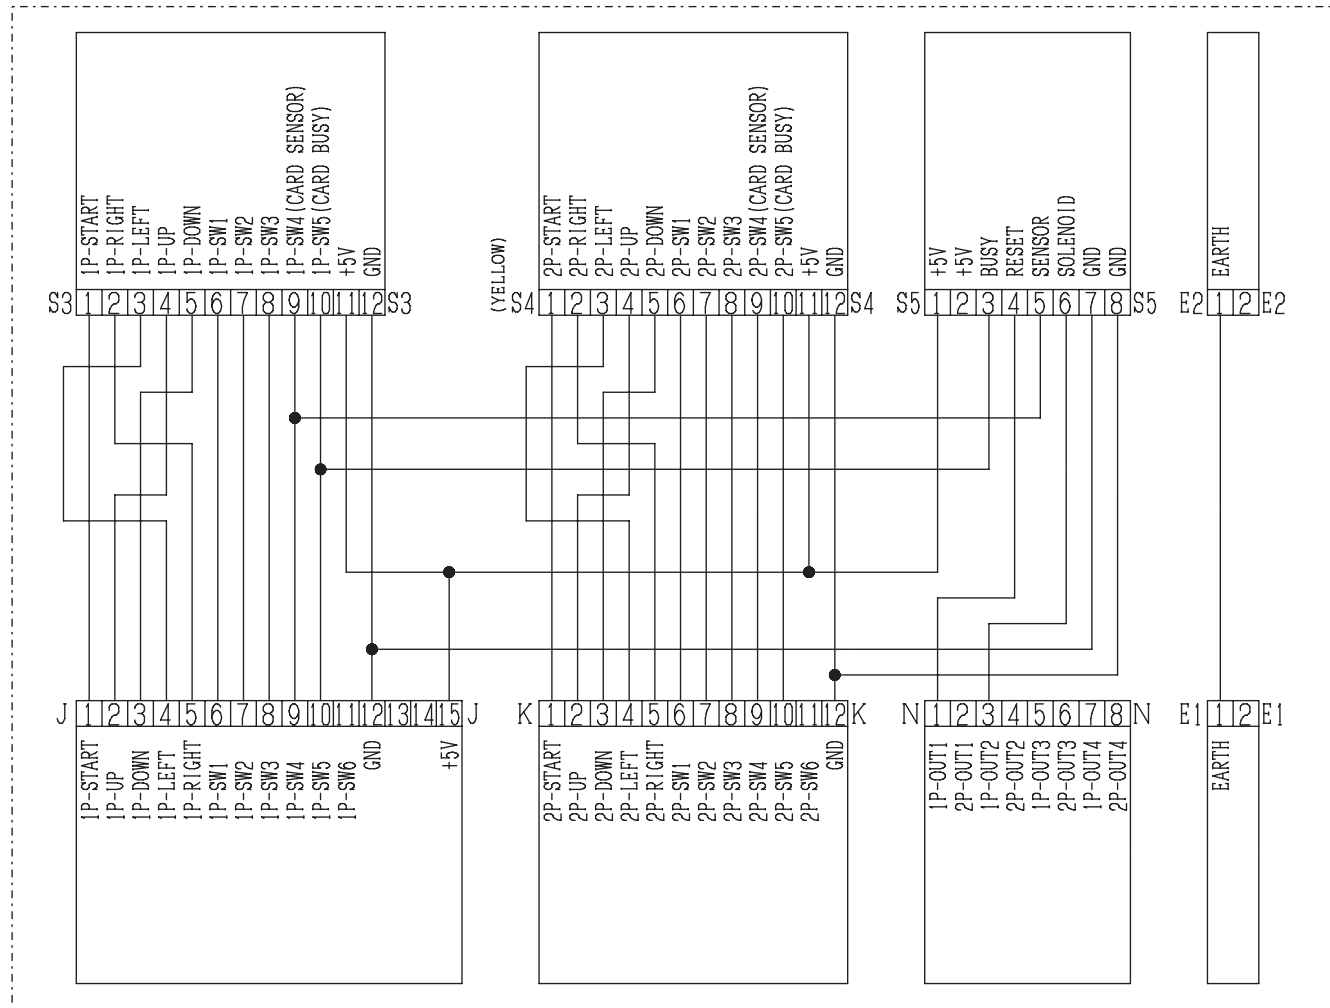 1P-START
1P-RIGHT
1P-LEFT
1P-UP
1P-DOWN
1P-SW1
1P-SW2
1P-SW3
1P-SW4(CARD SENSOR)
1P-SW5(CARD BUSY)
+5V
GND
S3 1 2 3 4 5 6 7 8 9 10 11 12 S3
(YELLOW)
2P-START
2P-RIGHT
2P-LEFT
2P-UP
2P-DOWN
2P-SW1
2P-SW2
2P-SW3
2P-SW4(CARD SENSOR)
2P-SW5(CARD BUSY)
+5V
GND
S4 1 2 3 4 5 6 7 8 9 10 11 12 S4
+5V
+5V
BUSY
RESET
SENSOR
SOLENOID
GND
GND
S5 1 2 3 4 5 6 7 8 S5
EARTH
E2 1 2 E2
J 1 2 3 4 5 6 7 8 9 10 11 12 13 14 15 J
1P-START
1P-UP
1P-DOWN
1P-LEFT
1P-RIGHT
1P-SW1
1P-SW2
1P-SW3
1P-SW4
1P-SW5
1P-SW6
GND
+5V
K 1 2 3 4 5 6 7 8 9 10 11 12 K
2P-START
2P-UP
2P-DOWN
2P-LEFT
2P-RIGHT
2P-SW1
2P-SW2
2P-SW3
2P-SW4
2P-SW5
2P-SW6
GND
N 1 2 3 4 5 6 7 8 N
1P-OUT1
2P-OUT1
1P-OUT2
2P-OUT2
1P-OUT3
2P-OUT3
1P-OUT4
2P-OUT4
E1 1 2 E1
EARTH